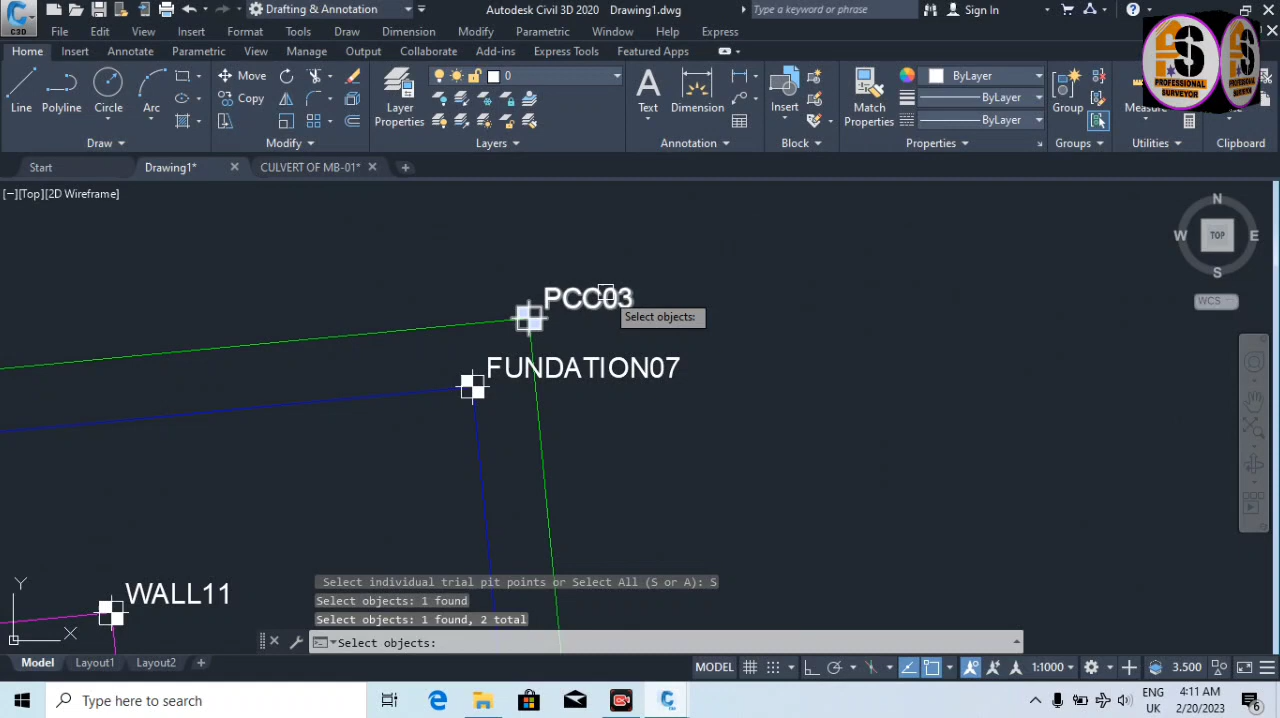 C3D
Drafting & Annotation
Autodesk Civil 3D 2020 Drawing1.dwg
Type a keyword or phrase
Sign In
File Edit View Insert Format Tools Draw Dimension Modify Parametric Window Help Express
Home Insert Annotate Parametric View Manage Output Collaborate Add-ins Express Tools Featured Apps
Line Polyline Circle Arc
Move
Copy
Layer
Properties
0
Text Dimension
Insert
Match
Properties
ByLayer
ByLayer
ByLayer
Group
Draw Modify Layers Annotation Block Properties Groups Utilities Clipboard
PROFESSIONAL
SURVEYOR
Start Drawing1* CULVERT OF MB-01*
[−][Top][2D Wireframe]
N
W TOP E
S
WCS
PCC03
Select objects:
FUNDATION07
WALL11
Y
X
Select individual trial pit points or Select All (S or A): S
Select objects: 1 found
Select objects: 1 found, 2 total
Select objects:
Model Layout1 Layout2
MODEL 1:1000 3.500
Type here to search
ENG
UK
4:11 AM
2/20/2023
6